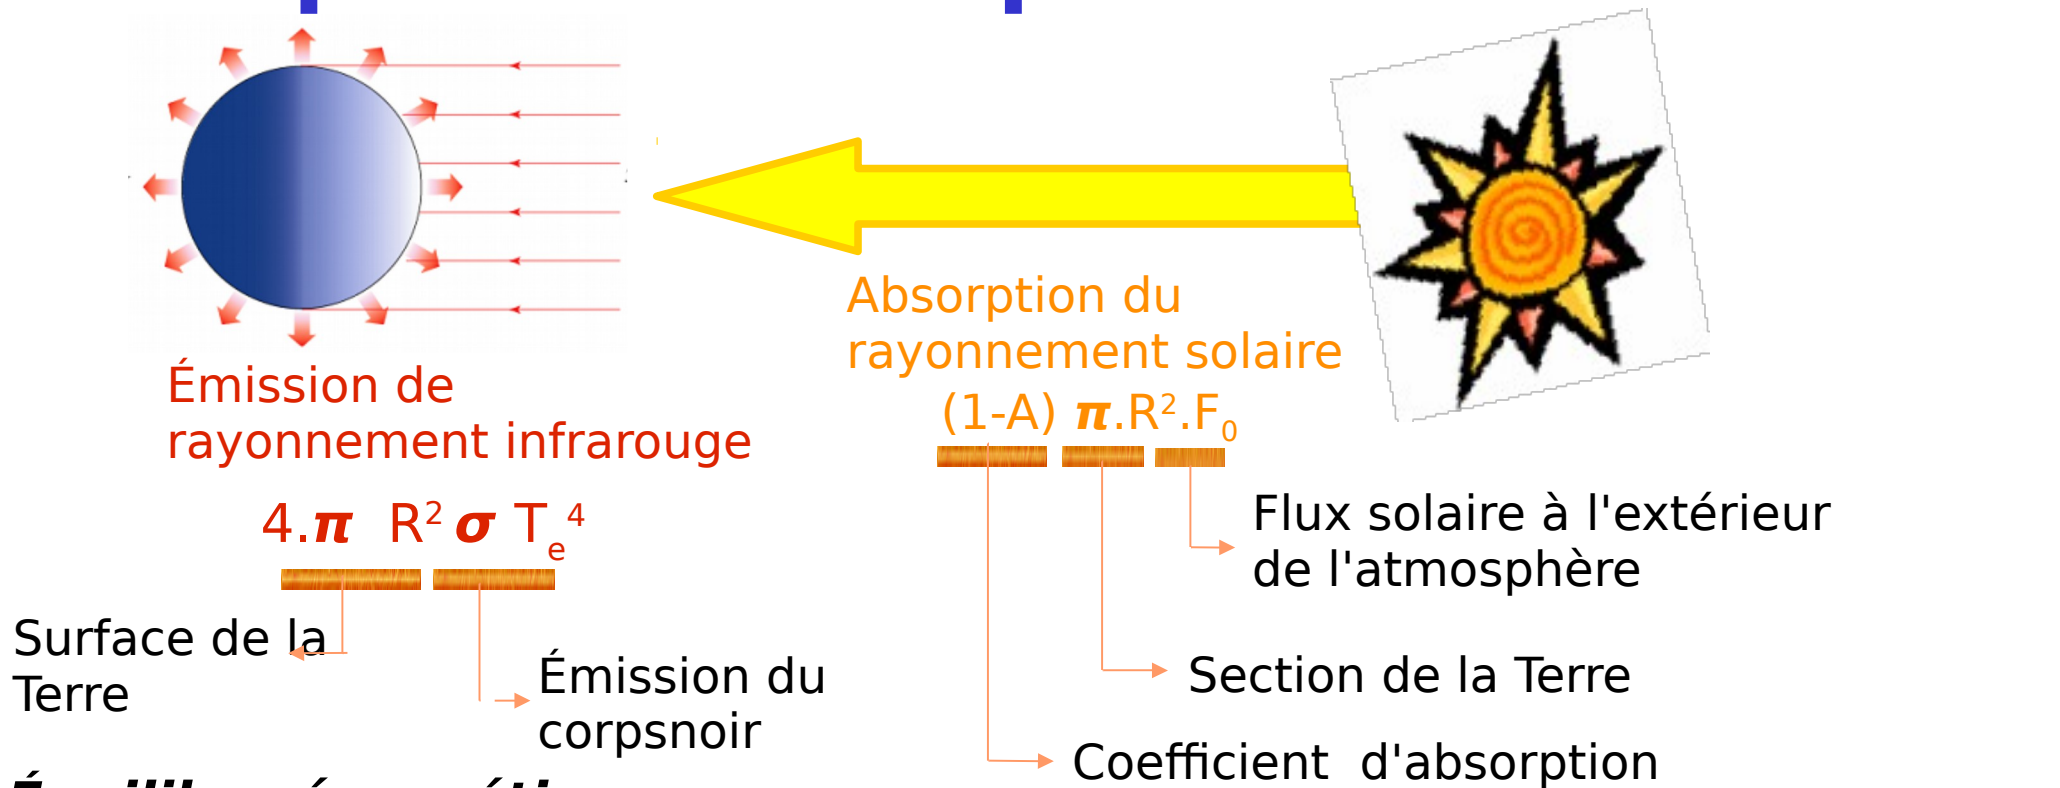 Absorption du
rayonnement solaire
(1-A) π.R².F₀
Émission de
rayonnement infrarouge
4.π R² σ Tₑ⁴
Flux solaire à l'extérieur
de l'atmosphère
Surface de la
Terre
Émission du
corpsnoir
Section de la Terre
Coefficient d'absorption